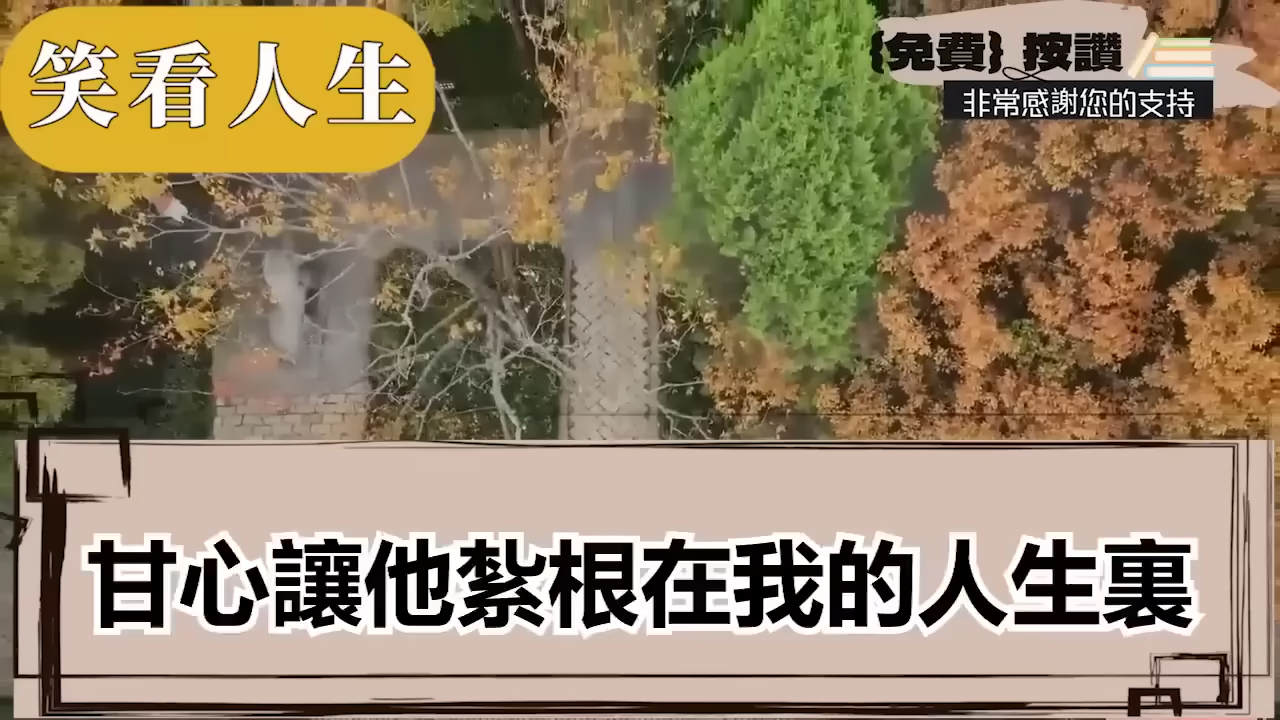 笑看人生
{免費} 按讚
非常感謝您的支持
甘心讓他紮根在我的人生裏